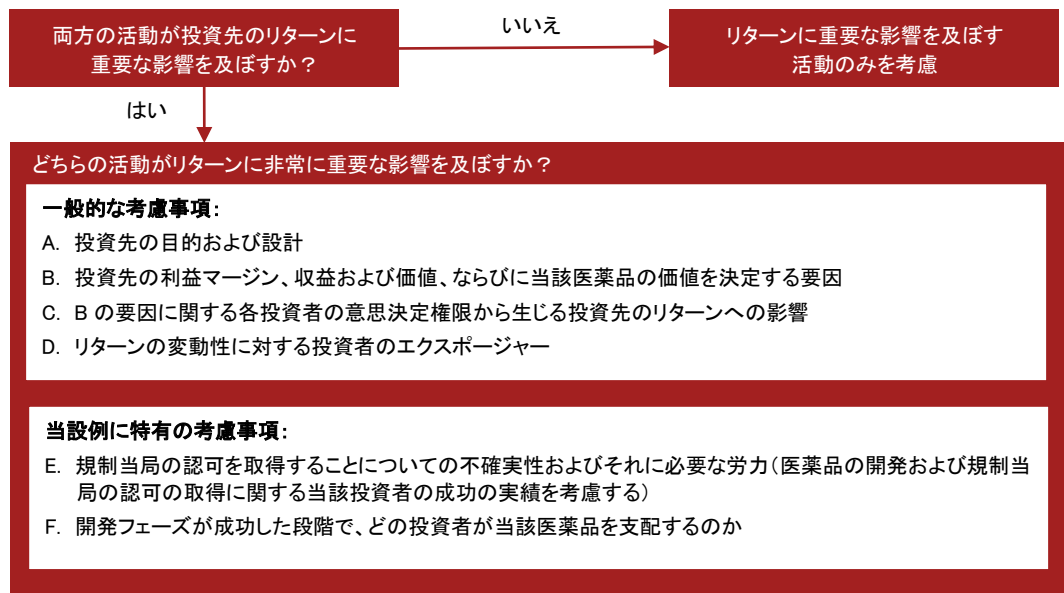 両方の活動が投資先のリターンに
重要な影響を及ぼすか？
いいえ
リターンに重要な影響を及ぼす
活動のみを考慮
はい
どちらの活動がリターンに非常に重要な影響を及ぼすか？
一般的な考慮事項：
A. 投資先の目的および設計
B. 投資先の利益マージン、収益および価値、ならびに当該医薬品の価値を決定する要因
C. B の要因に関する各投資者の意思決定権限から生じる投資先のリターンへの影響
D. リターンの変動性に対する投資者のエクスポージャー
当設例に特有の考慮事項：
E. 規制当局の認可を取得することについての不確実性およびそれに必要な労力（医薬品の開発および規制当
局の認可の取得に関する当該投資者の成功の実績を考慮する）
F. 開発フェーズが成功した段階で、どの投資者が当該医薬品を支配するのか